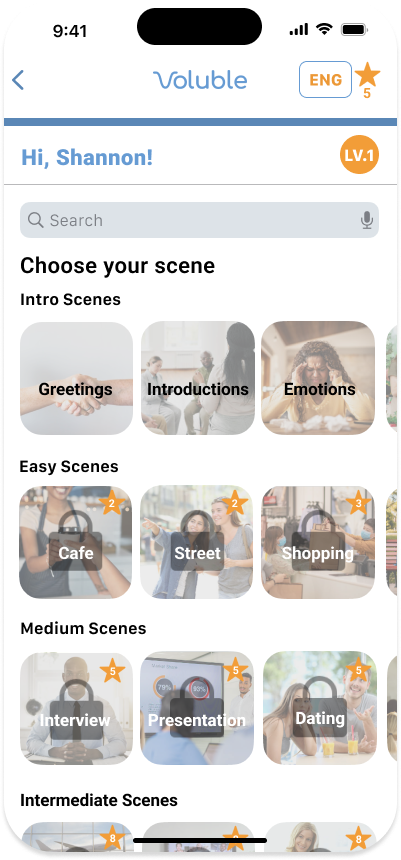 9:41
Voluble
ENG
5
Hi, Shannon!
LV.1
Search
Choose your scene
Intro Scenes
Greetings
Introductions
Emotions
Easy Scenes
2
2
3
Cafe
Street
Shopping
Medium Scenes
5
5
5
79%
93%
Interview
Presentation
Dating
Intermediate Scenes
8
8